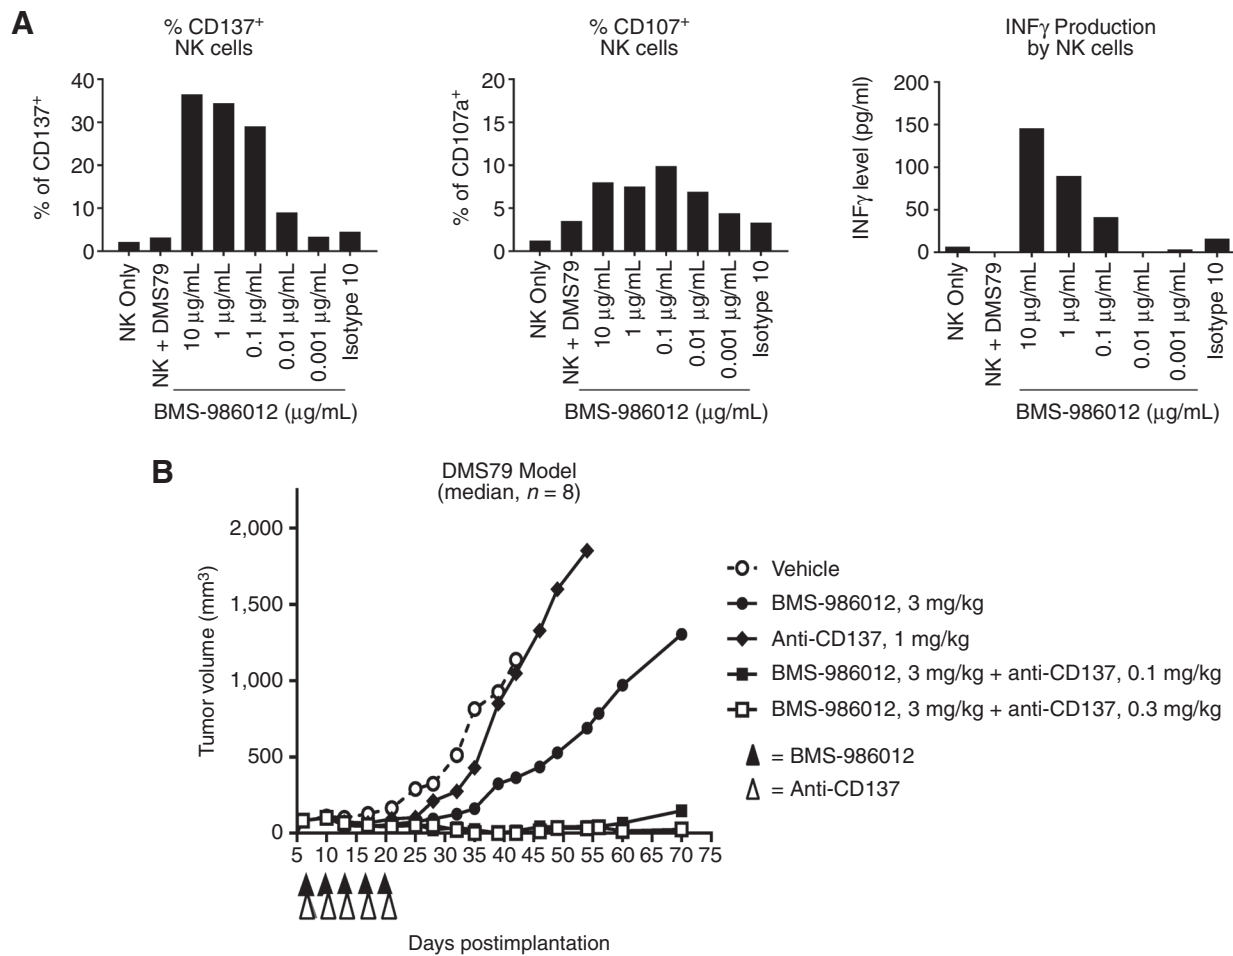 A
% CD137⁺
NK cells
% of CD137⁺
40
30
20
10
0
NK Only
NK + DMS79
10 μg/mL
1 μg/mL
0.1 μg/mL
0.01 μg/mL
0.001 μg/mL
Isotype 10
BMS-986012 (μg/mL)
% CD107⁺
NK cells
% of CD107a⁺
20
15
10
5
0
NK Only
NK + DMS79
10 μg/mL
1 μg/mL
0.1 μg/mL
0.01 μg/mL
0.001 μg/mL
Isotype 10
BMS-986012 (μg/mL)
INFγ Production
by NK cells
INFγ level (pg/ml)
200
150
100
50
0
NK Only
NK + DMS79
10 μg/mL
1 μg/mL
0.1 μg/mL
0.01 μg/mL
0.001 μg/mL
Isotype 10
BMS-986012 (μg/mL)
B
DMS79 Model
(median, n = 8)
Tumor volume (mm³)
2,000
1,500
1,000
500
0
5 10 15 20 25 30 35 40 45 50 55 60 65 70 75
Days postimplantation
Vehicle
BMS-986012, 3 mg/kg
Anti-CD137, 1 mg/kg
BMS-986012, 3 mg/kg + anti-CD137, 0.1 mg/kg
BMS-986012, 3 mg/kg + anti-CD137, 0.3 mg/kg
= BMS-986012
= Anti-CD137